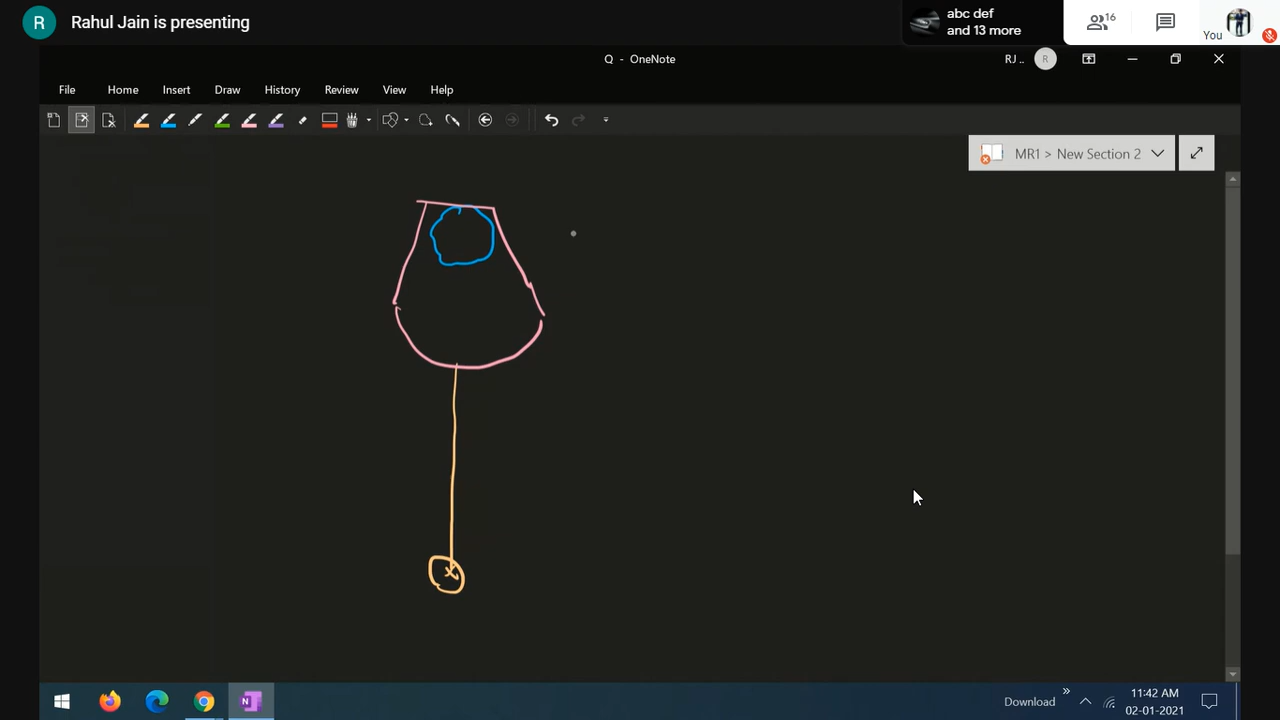 R Rahul Jain is presenting
abc def
and 13 more
16
You
Q - OneNote
RJ ..
R
File Home Insert Draw History Review View Help
MR1 > New Section 2
x
Download
11:42 AM
02-01-2021